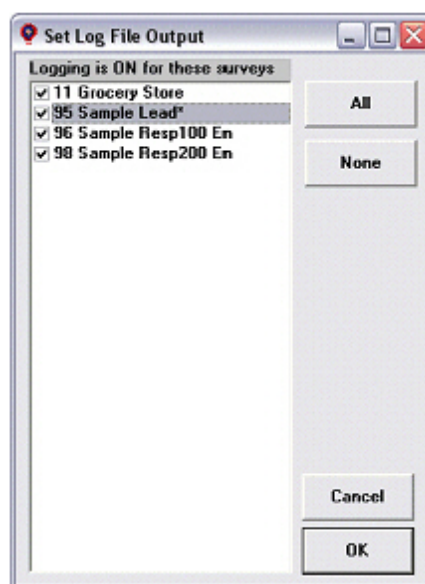 Set Log File Output
Logging is ON for these surveys
11 Grocery Store
95 Sample Lead*
96 Sample Resp100 En
98 Sample Resp200 En
All
None
Cancel
OK